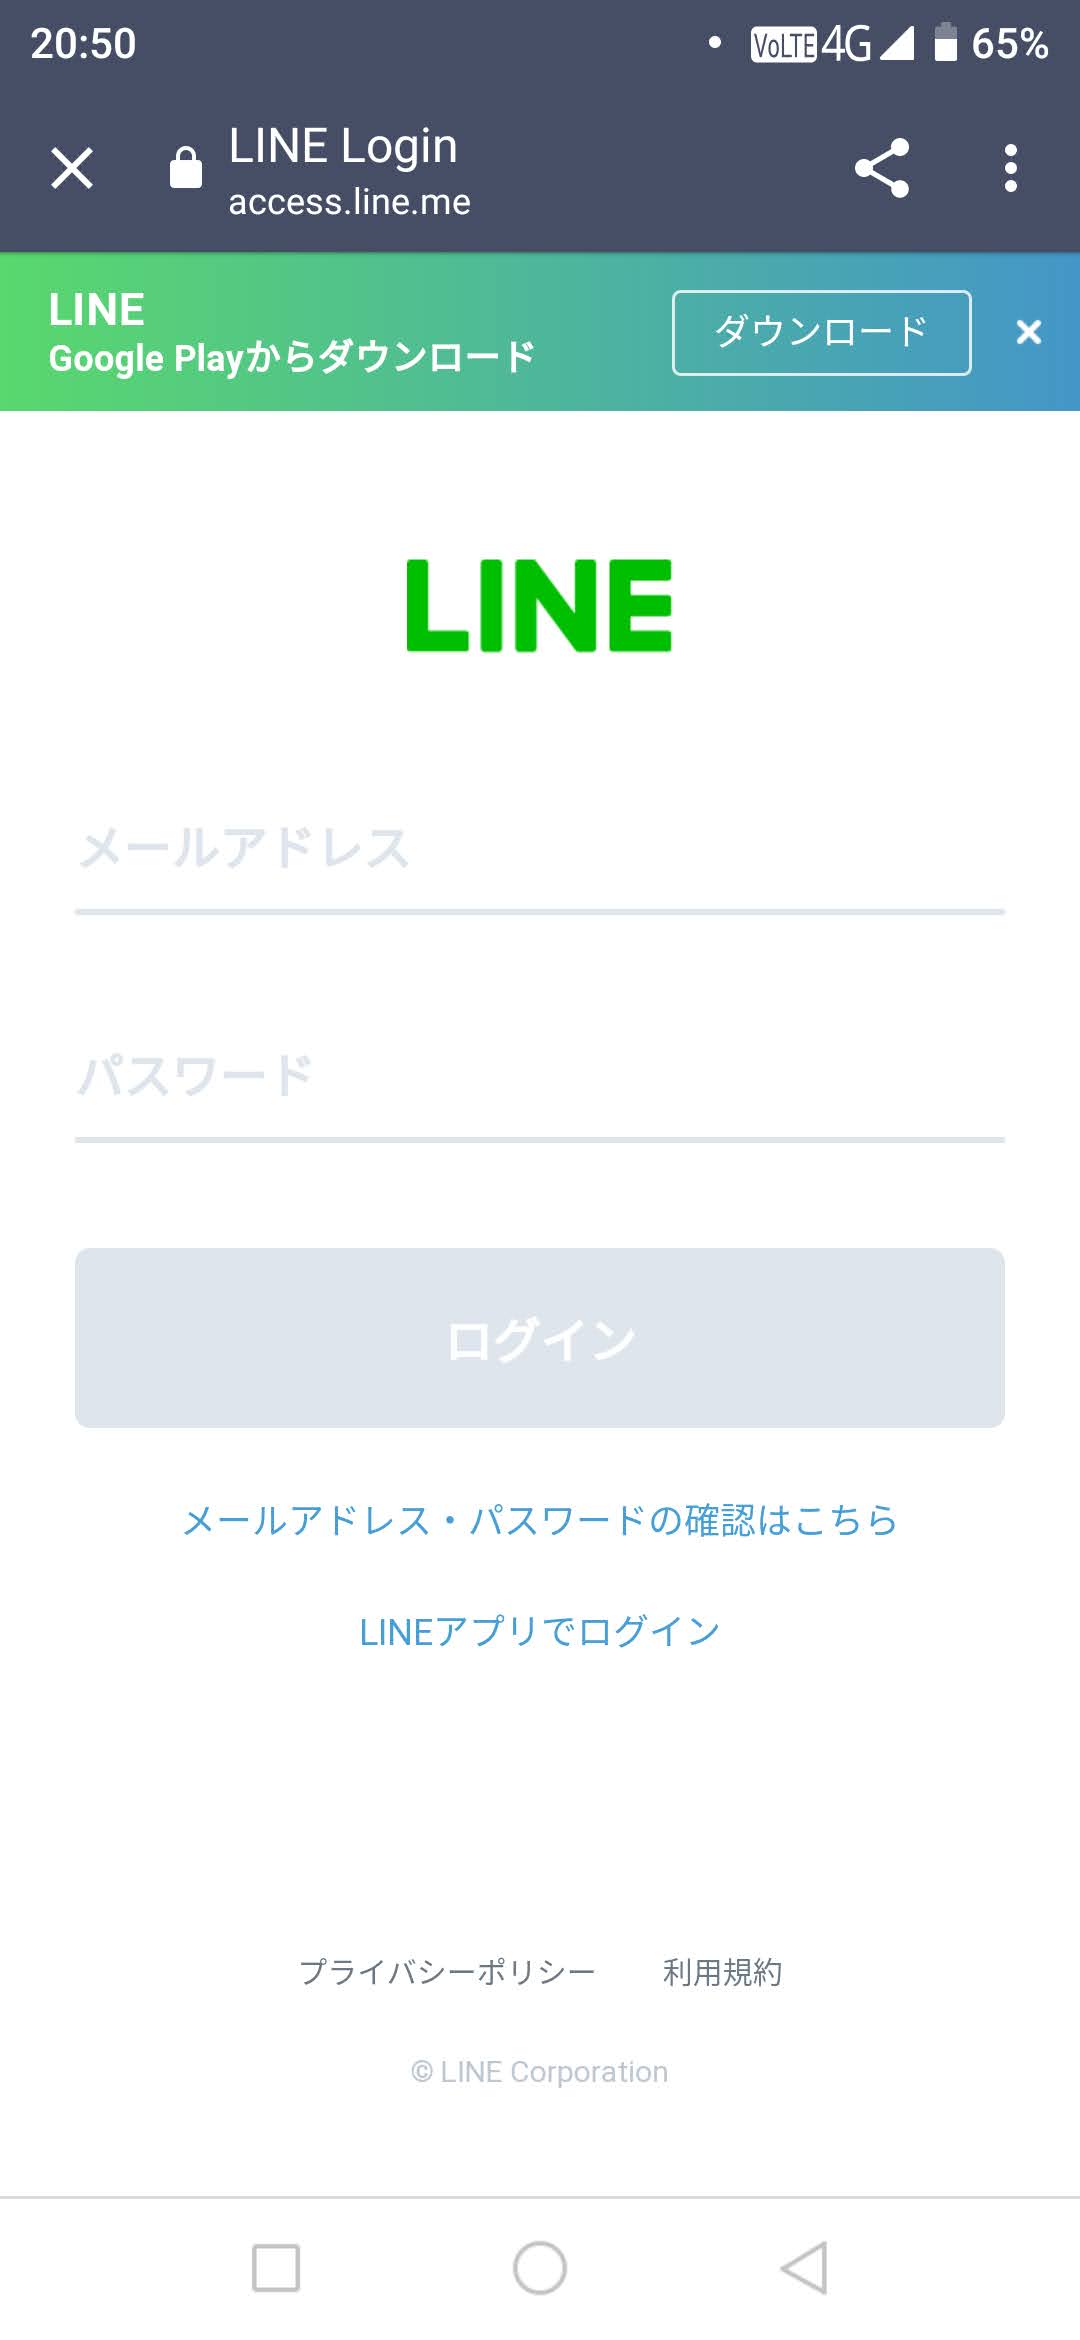 20:50
VoLTE 4G 65%
LINE Login
access.line.me
LINE
Google Playからダウンロード
ダウンロード
LINE
メールアドレス
パスワード
ログイン
メールアドレス・パスワードの確認はこちら
LINEアプリでログイン
プライバシーポリシー 利用規約
© LINE Corporation